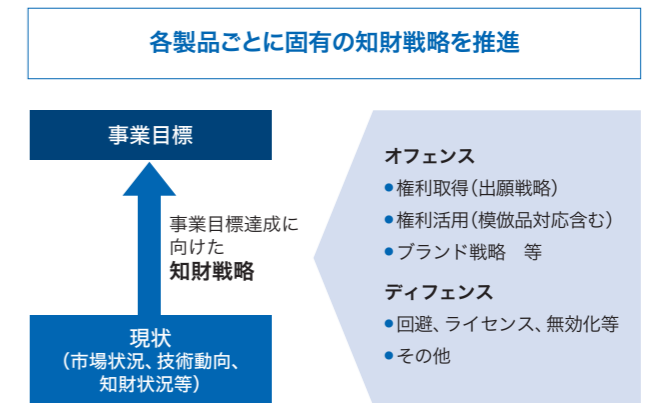 各製品ごとに固有の知財戦略を推進
事業目標
事業目標達成に
向けた
知財戦略
現状
（市場状況、技術動向、
知財状況等）
オフェンス
●権利取得（出願戦略）
●権利活用（模倣品対応含む）
●ブランド戦略　等
ディフェンス
●回避、ライセンス、無効化等
●その他